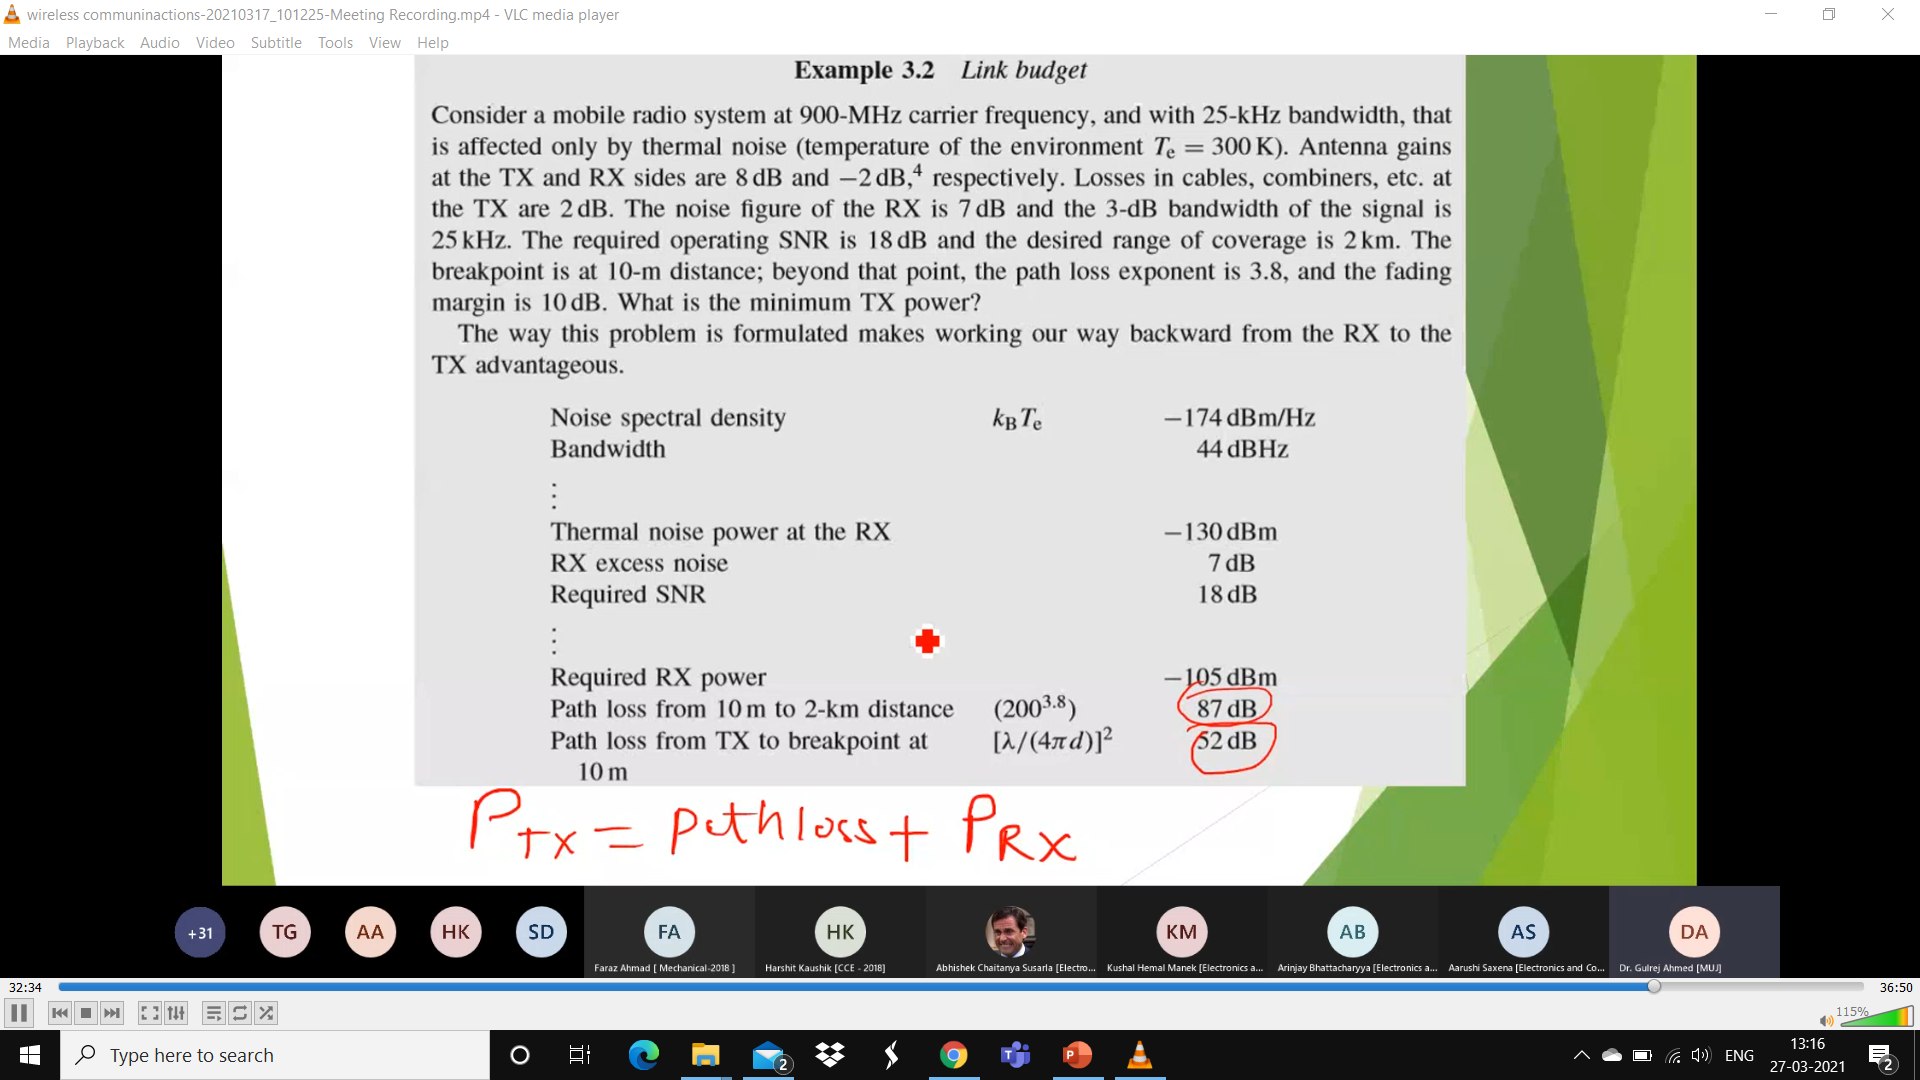 wireless communinactions-20210317_101225-Meeting Recording.mp4 - VLC media player
Media Playback Audio Video Subtitle Tools View Help
Example 3.2 Link budget
Consider a mobile radio system at 900-MHz carrier frequency, and with 25-kHz bandwidth, that
is affected only by thermal noise (temperature of the environment Te = 300 K). Antenna gains
at the TX and RX sides are 8 dB and −2 dB,4 respectively. Losses in cables, combiners, etc. at
the TX are 2 dB. The noise figure of the RX is 7 dB and the 3-dB bandwidth of the signal is
25 kHz. The required operating SNR is 18 dB and the desired range of coverage is 2 km. The
breakpoint is at 10-m distance; beyond that point, the path loss exponent is 3.8, and the fading
margin is 10 dB. What is the minimum TX power?
The way this problem is formulated makes working our way backward from the RX to the
TX advantageous.
Noise spectral density kBTe −174 dBm/Hz
Bandwidth 44 dBHz
⋮
Thermal noise power at the RX −130 dBm
RX excess noise 7 dB
Required SNR 18 dB
⋮
Required RX power −105 dBm
Path loss from 10 m to 2-km distance (200^3.8) 87 dB
Path loss from TX to breakpoint at [λ/(4πd)]² 52 dB
10 m
PTX = pathloss + PRX
+31 TG AA HK SD FA HK KM AB AS DA
Faraz Ahmad [ Mechanical-2018 ] Harshit Kaushik [CCE - 2018] Abhishek Chaitanya Susarla [Electro... Kushal Hemal Manek [Electronics a... Arinjay Bhattacharyya [Electronics a... Aarushi Saxena [Electronics and Co... Dr. Gulrej Ahmed [MUJ]
32:34 36:50
115%
Type here to search
2
P
ENG
13:16
27-03-2021
2